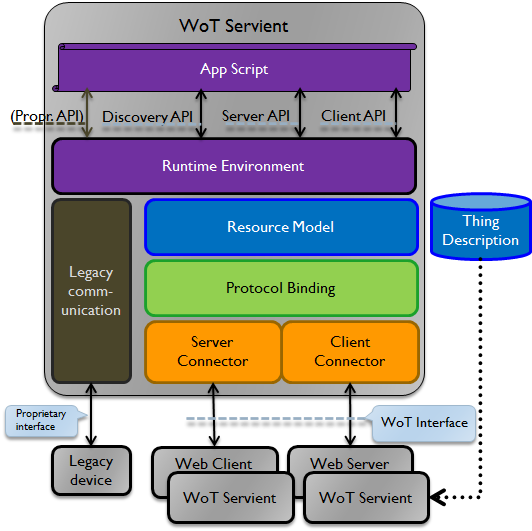 WoT Servient
App Script
(Propr. API)
Discovery API
Server API
Client API
Runtime Environment
Resource Model
Thing
Description
Legacy
comm-
unication
Protocol Binding
Server
Connector
Client
Connector
Proprietary
interface
WoT Interface
Legacy
device
Web Client
WoT Servient
Web Server
WoT Servient